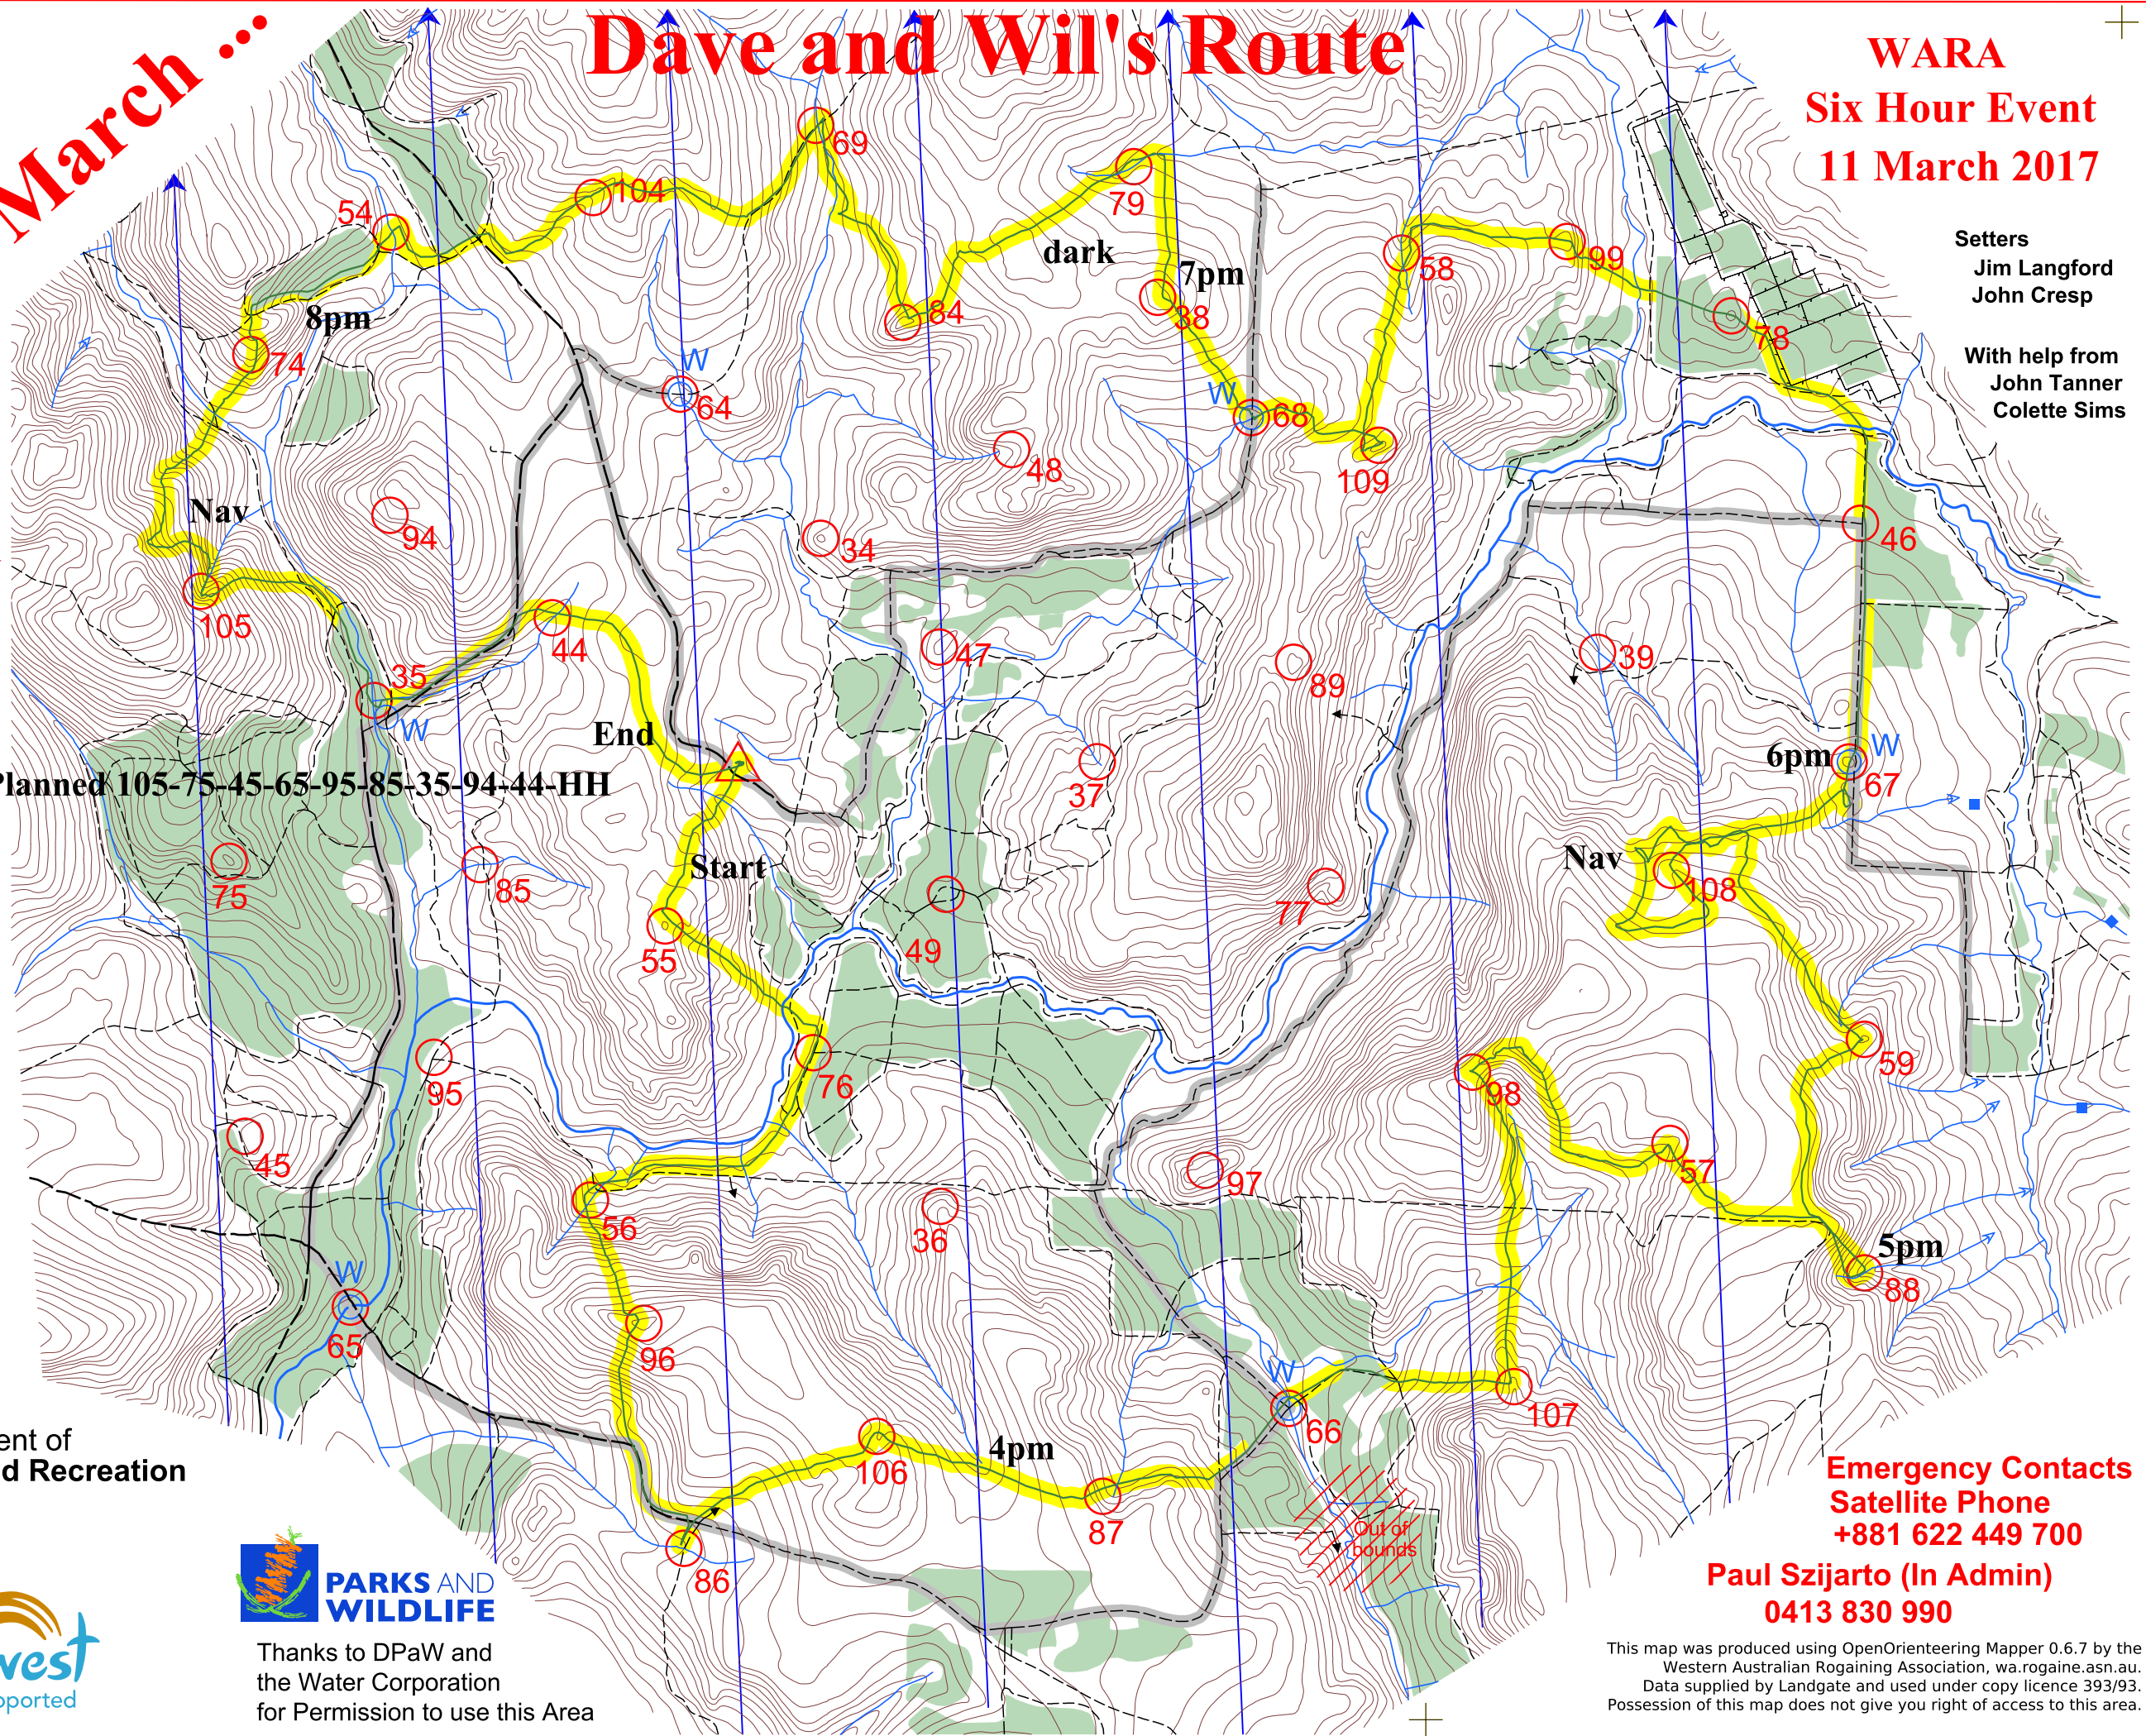 March ...
Dave and Wil's Route
WARA
Six Hour Event
11 March 2017
Setters
Jim Langford
John Cresp
With help from
John Tanner
Colette Sims
69
104
54
79
dark
7pm
58
99
84
38
78
8pm
74
W
64
W
68
48
109
Nav
94
34
46
105
44
47
39
35
W
89
End
6pm
W
67
Planned 105-75-45-65-95-85-35-94-44-HH
37
Start
Nav
108
75
85
77
55
49
59
95
76
98
45
57
97
56
36
5pm
88
W
65
96
W
66
107
106
4pm
87
86
Out of
bounds
ent of
d Recreation
PARKS AND
WILDLIFE
Thanks to DPaW and
the Water Corporation
for Permission to use this Area
west
pported
Emergency Contacts
Satellite Phone
+881 622 449 700
Paul Szijarto (In Admin)
0413 830 990
This map was produced using OpenOrienteering Mapper 0.6.7 by the
Western Australian Rogaining Association, wa.rogaine.asn.au.
Data supplied by Landgate and used under copy licence 393/93.
Possession of this map does not give you right of access to this area.